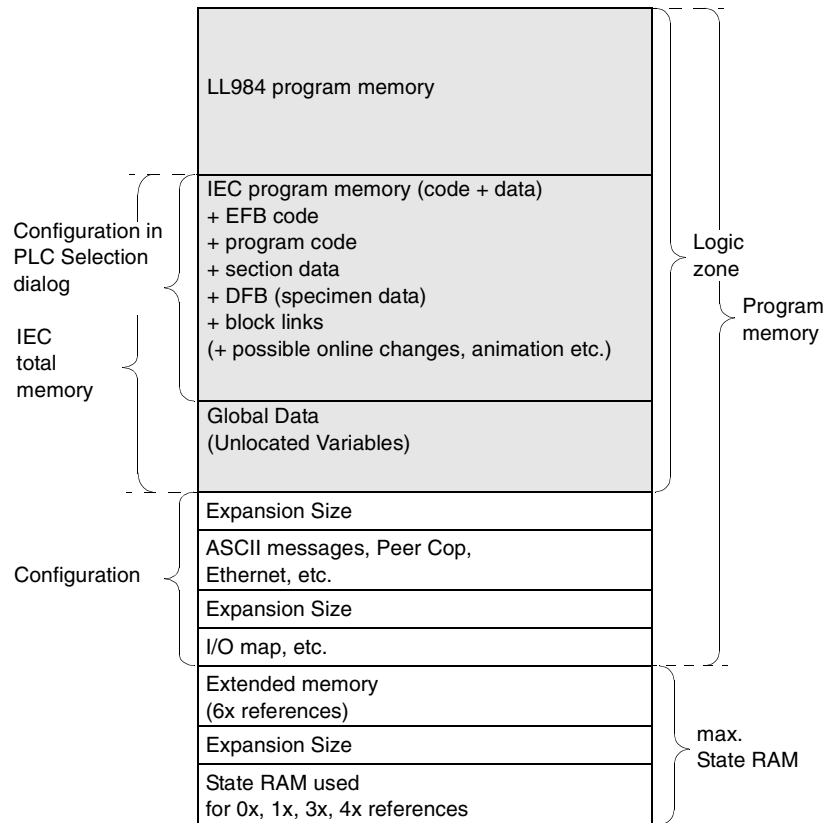 LL984 program memory
IEC program memory (code + data)
+ EFB code
+ program code
+ section data
+ DFB (specimen data)
+ block links
(+ possible online changes, animation etc.)
Global Data
(Unlocated Variables)
Expansion Size
ASCII messages, Peer Cop,
Ethernet, etc.
Expansion Size
I/O map, etc.
Extended memory
(6x references)
Expansion Size
State RAM used
for 0x, 1x, 3x, 4x references
Configuration in
PLC Selection
dialog
IEC
total
memory
Configuration
Logic
zone
Program
memory
max.
State RAM